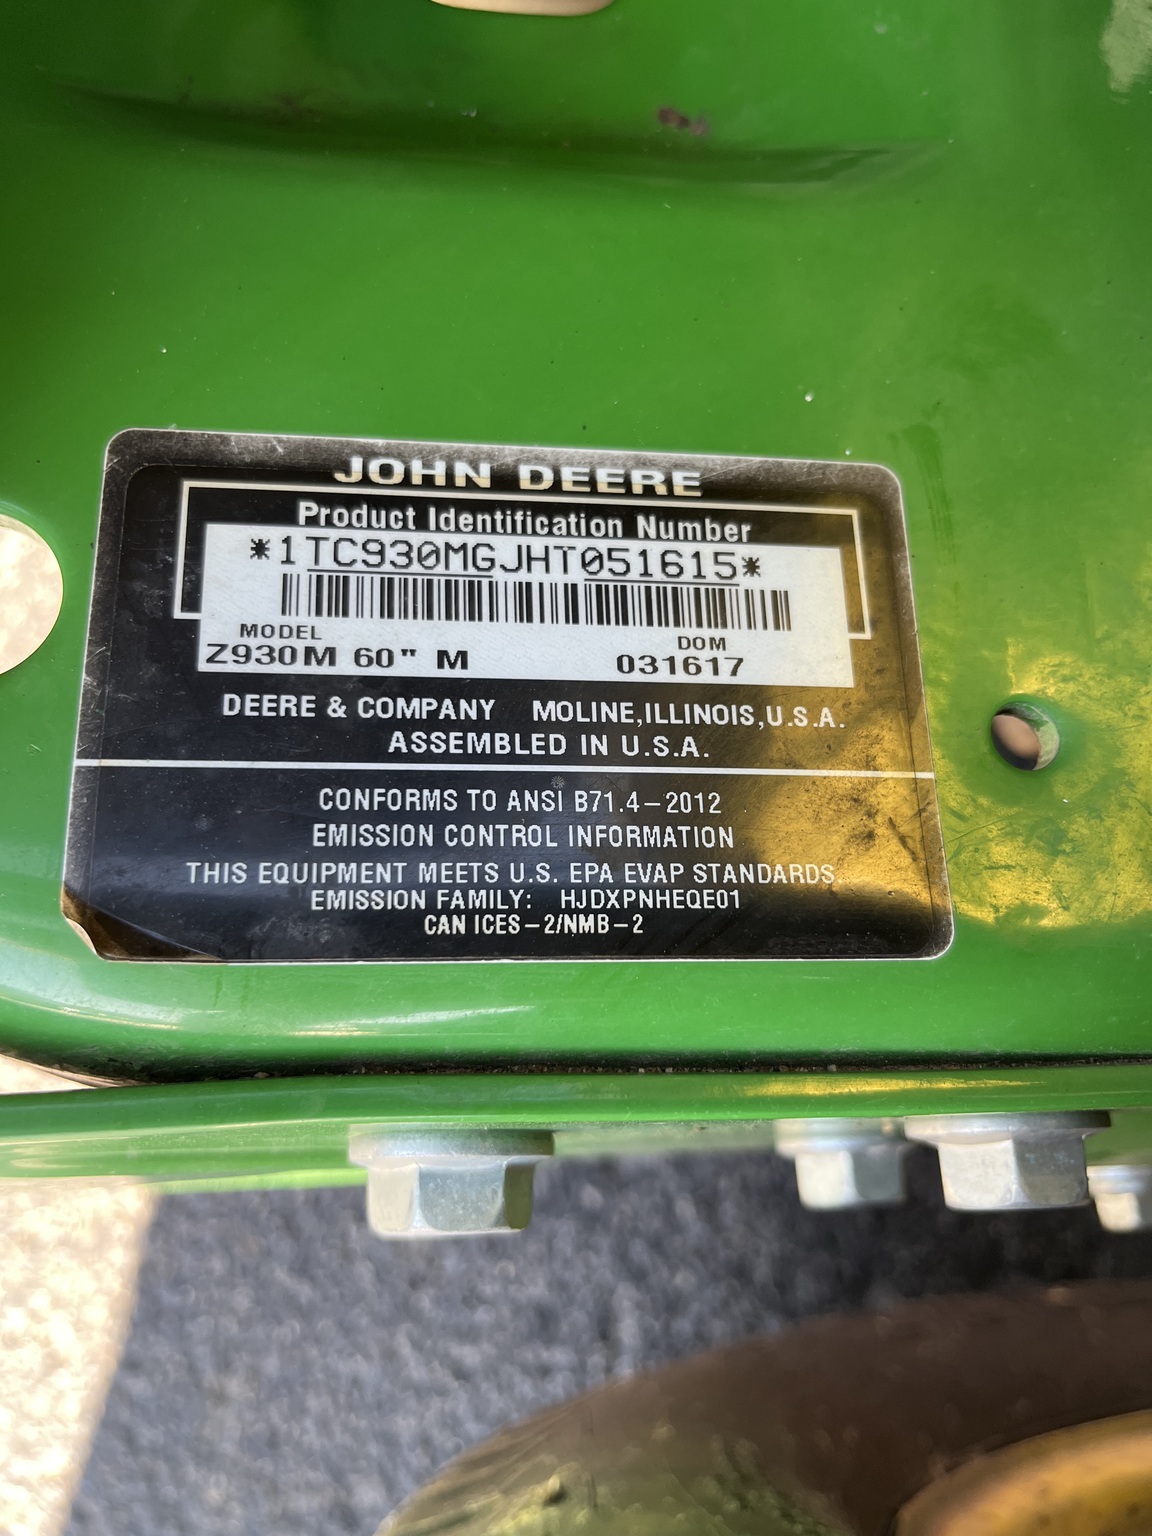 JOHN DEERE
Product Identification Number
*1TC930MGJHT051615*
MODEL DOM
Z930M 60" M 031617
DEERE & COMPANY MOLINE,ILLINOIS,U.S.A.
ASSEMBLED IN U.S.A.
CONFORMS TO ANSI B71.4-2012
EMISSION CONTROL INFORMATION
THIS EQUIPMENT MEETS U.S. EPA EVAP STANDARDS.
EMISSION FAMILY: HJDXPNHEQE01
CAN ICES-2/NMB-2